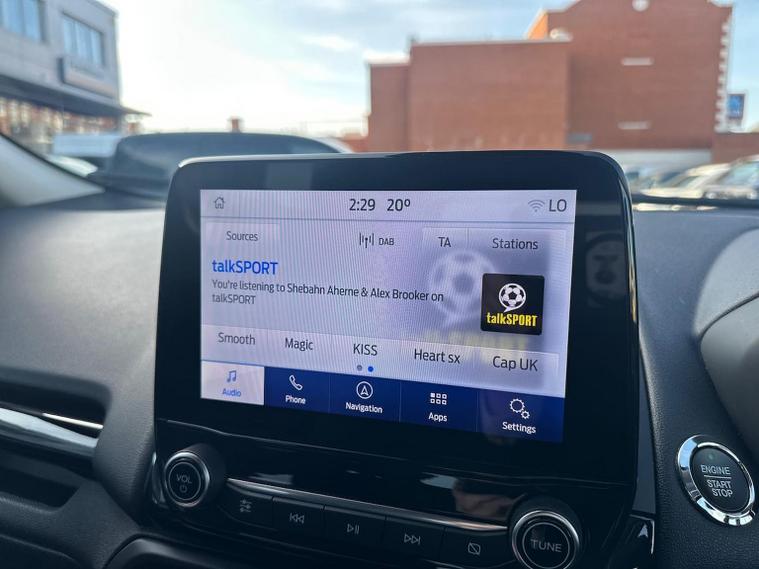 2:29 20° LO
Sources DAB TA Stations
talkSPORT
You're listening to Shebahn Aherne & Alex Brooker on
talkSPORT
talkSPORT
Smooth Magic KISS Heart sx Cap UK
Audio Phone Navigation Apps Settings
VOL
TUNE
ENGINE
START
STOP